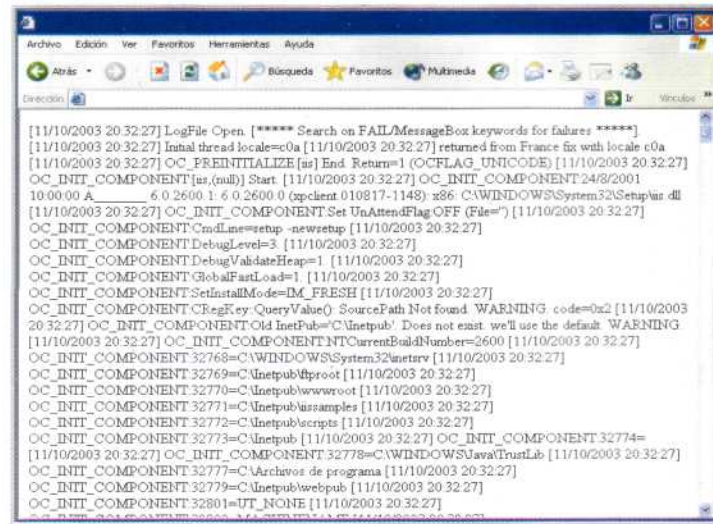 Archivo Edición Ver Favoritos Herramientas Ayuda
Atrás Búsqueda Favoritos Multimedia
Dirección Ir Vínculos »
[11/10/2003 20:32:27] LogFile Open. [***** Search on FAIL/MessageBox keywords for failures *****].
[11/10/2003 20:32:27] Initial thread locale=c0a [11/10/2003 20:32:27] returned from France fix with locale c0a
[11/10/2003 20:32:27] OC_PREINITIALIZE:[iis] End. Return=1 (OCFLAG_UNICODE) [11/10/2003 20:32:27]
OC_INIT_COMPONENT:[iis,(null)] Start. [11/10/2003 20:32:27] OC_INIT_COMPONENT:24/8/2001
10:00:00 A_______ 6.0.2600.1: 6.0.2600.0 (xpclient.010817-1148): x86: C:\WINDOWS\System32\Setup\iis.dll
[11/10/2003 20:32:27] OC_INIT_COMPONENT:Set UnAttendFlag:OFF (File='') [11/10/2003 20:32:27]
OC_INIT_COMPONENT:CmdLine=setup -newsetup [11/10/2003 20:32:27]
OC_INIT_COMPONENT:DebugLevel=3. [11/10/2003 20:32:27]
OC_INIT_COMPONENT:DebugValidateHeap=1. [11/10/2003 20:32:27]
OC_INIT_COMPONENT:GlobalFastLoad=1. [11/10/2003 20:32:27]
OC_INIT_COMPONENT:SetInstallMode=IM_FRESH [11/10/2003 20:32:27]
OC_INIT_COMPONENT:CRegKey::QueryValue(): SourcePath Not found. WARNING. code=0x2 [11/10/2003
20:32:27] OC_INIT_COMPONENT:Old InetPub='C:\Inetpub'. Does not exist. we'll use the default. WARNING.
[11/10/2003 20:32:27] OC_INIT_COMPONENT:NTCurrentBuildNumber=2600 [11/10/2003 20:32:27]
OC_INIT_COMPONENT:32768=C:\WINDOWS\System32\inetsrv [11/10/2003 20:32:27]
OC_INIT_COMPONENT:32769=C:\Inetpub\ftproot [11/10/2003 20:32:27]
OC_INIT_COMPONENT:32770=C:\Inetpub\wwwroot [11/10/2003 20:32:27]
OC_INIT_COMPONENT:32771=C:\Inetpub\iissamples [11/10/2003 20:32:27]
OC_INIT_COMPONENT:32772=C:\Inetpub\scripts [11/10/2003 20:32:27]
OC_INIT_COMPONENT:32773=C:\Inetpub [11/10/2003 20:32:27] OC_INIT_COMPONENT:32774=
[11/10/2003 20:32:27] OC_INIT_COMPONENT:32778=C:\WINDOWS\Java\TrustLib [11/10/2003 20:32:27]
OC_INIT_COMPONENT:32777=C:\Archivos de programa [11/10/2003 20:32:27]
OC_INIT_COMPONENT:32779=C:\Inetpub\webpub [11/10/2003 20:32:27]
OC_INIT_COMPONENT:32801=UT_NONE [11/10/2003 20:32:27]